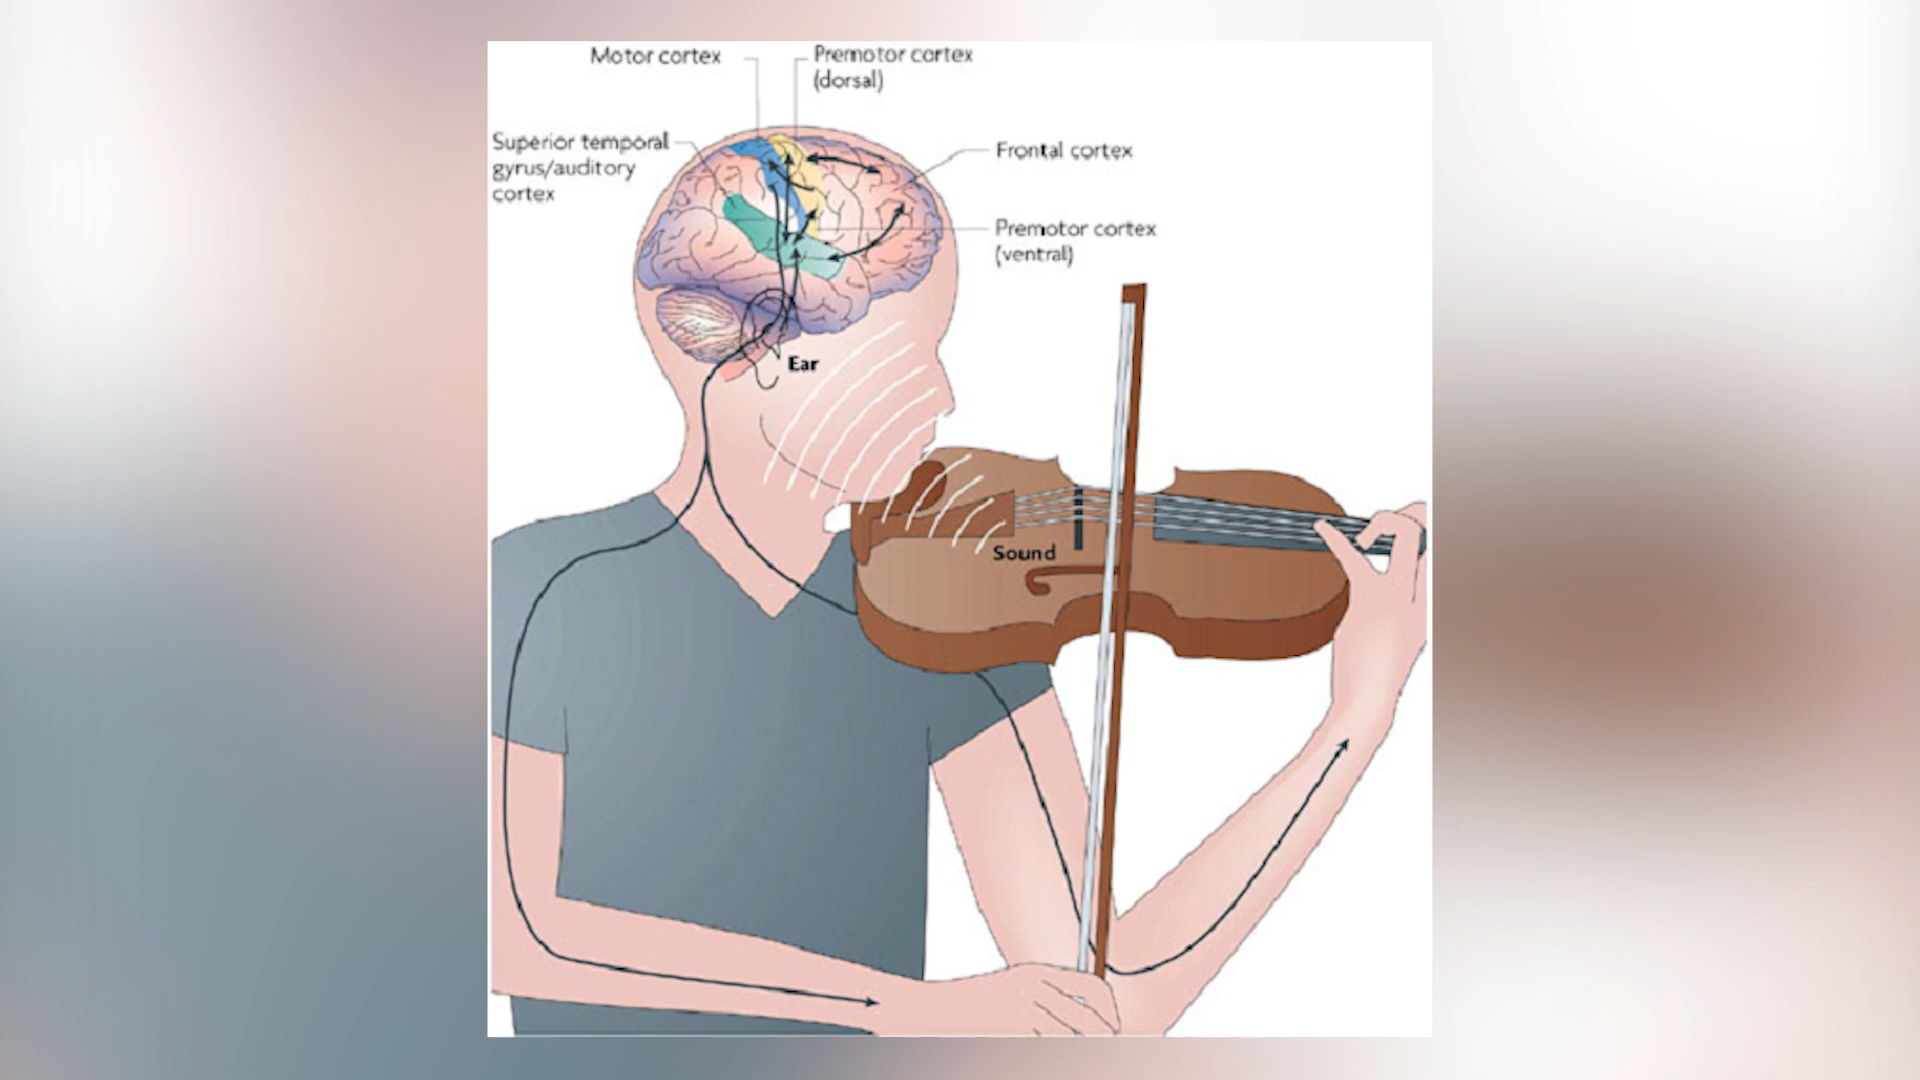 Motor cortex
Premotor cortex
(dorsal)
Superior temporal
gyrus/auditory
cortex
Frontal cortex
Premotor cortex
(ventral)
Ear
Sound